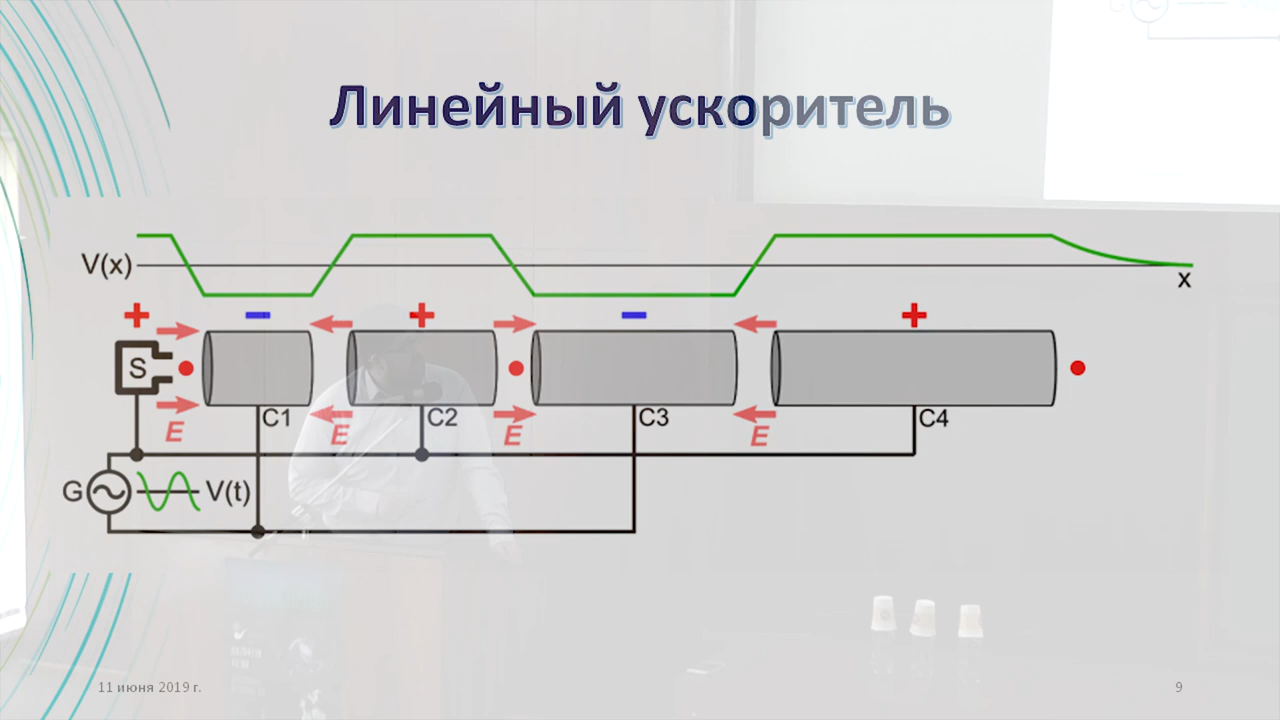 Линейный ускоритель
V(x)
x
+ − + − +
S
C1 C2 C3 C4
E E E E
G V(t)
11 июня 2019 г.
9